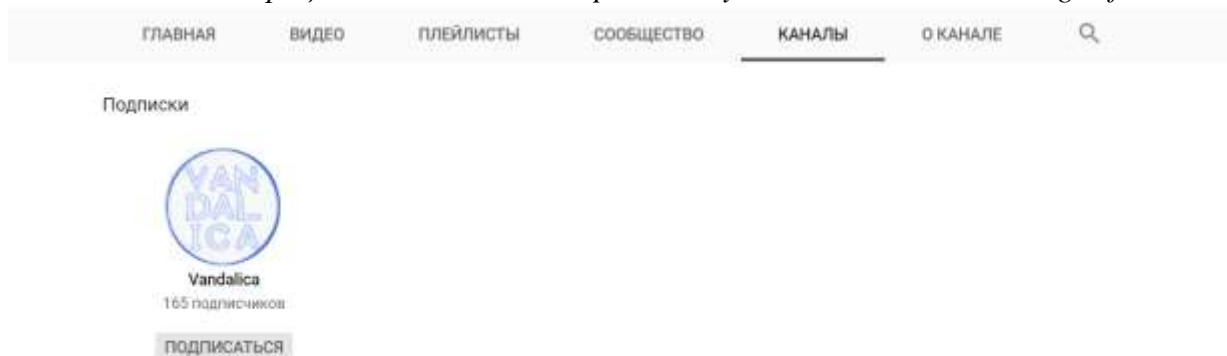 ГЛАВНАЯ ВИДЕО ПЛЕЙЛИСТЫ СООБЩЕСТВО КАНАЛЫ О КАНАЛЕ
Подписки
VAN
DAL
ICA
Vandalica
165 подписчиков
ПОДПИСАТЬСЯ